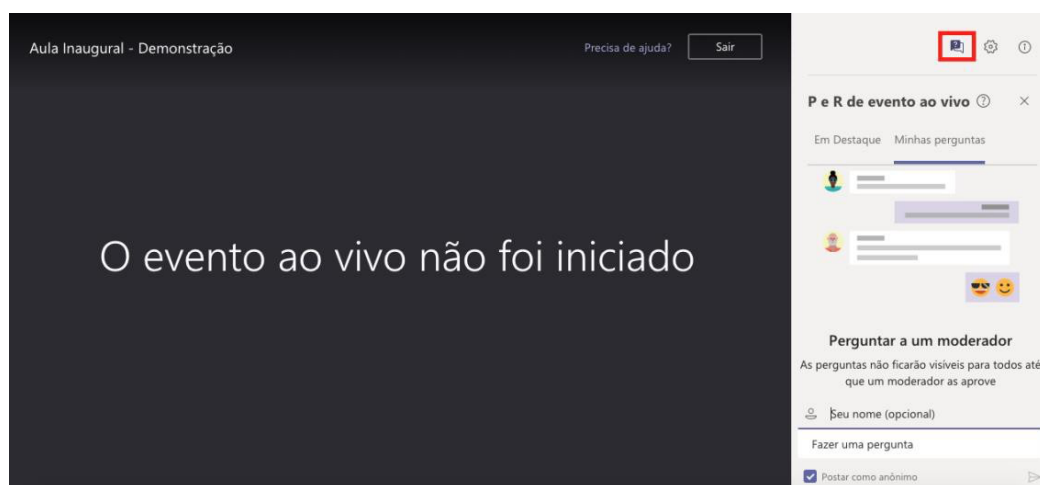 Aula Inaugural - Demonstração
Precisa de ajuda?
Sair
O evento ao vivo não foi iniciado
P e R de evento ao vivo
Em Destaque
Minhas perguntas
Perguntar a um moderador
As perguntas não ficarão visíveis para todos até
que um moderador as aprove
Seu nome (opcional)
Fazer uma pergunta
Postar como anônimo